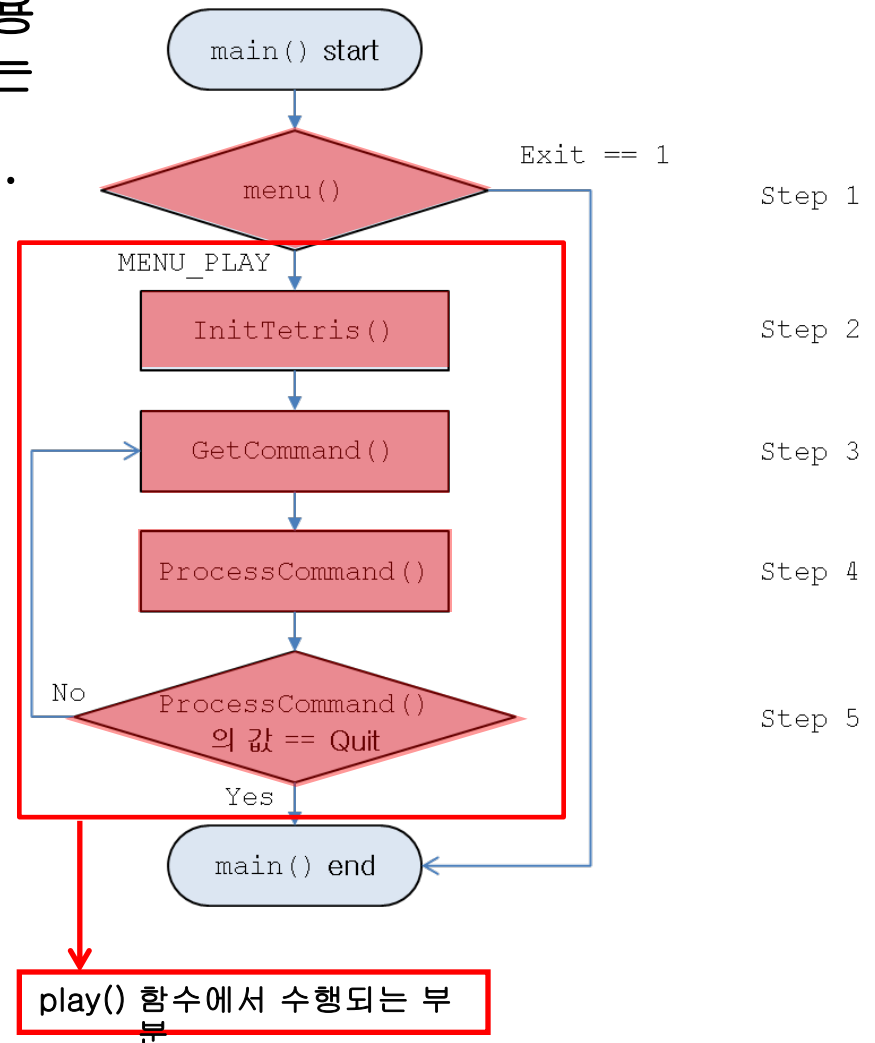 는
.
main() start
Exit == 1
menu()
Step 1
MENU_PLAY
InitTetris()
Step 2
GetCommand()
Step 3
ProcessCommand()
Step 4
No
ProcessCommand()
의 값 == Quit
Step 5
Yes
main() end
play() 함수에서 수행되는 부
분